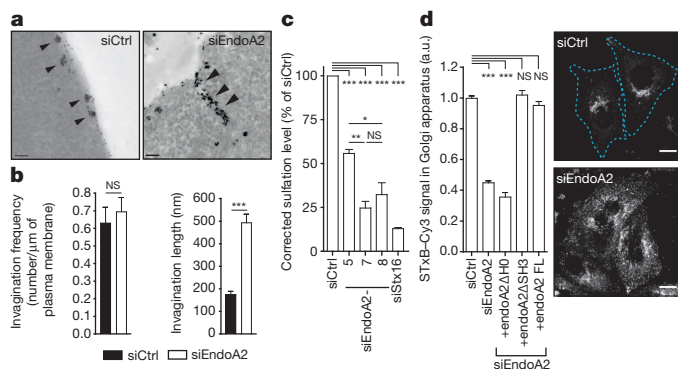 a
siCtrl
siEndoA2
b
Invagination frequency
(number/μm of
plasma membrane)
0.8
0.7
0.6
0.5
0.4
0.3
0.2
0.1
0
NS
Invagination length (nm)
600
500
400
300
200
100
0
***
siCtrl
siEndoA2
c
Corrected sulfation level (% of siCtrl)
100
75
50
25
0
*** *** *** ***
*
** NS
siCtrl
5
7
8
siStx16
siEndoA2-
d
STxB–Cy3 signal in Golgi apparatus (a.u.)
1.4
1.2
1.0
0.8
0.6
0.4
0.2
0
*** *** NS NS
siCtrl
siEndoA2
+endoA2ΔH0
+endoA2ΔSH3
+endoA2 FL
siEndoA2
siCtrl
siEndoA2